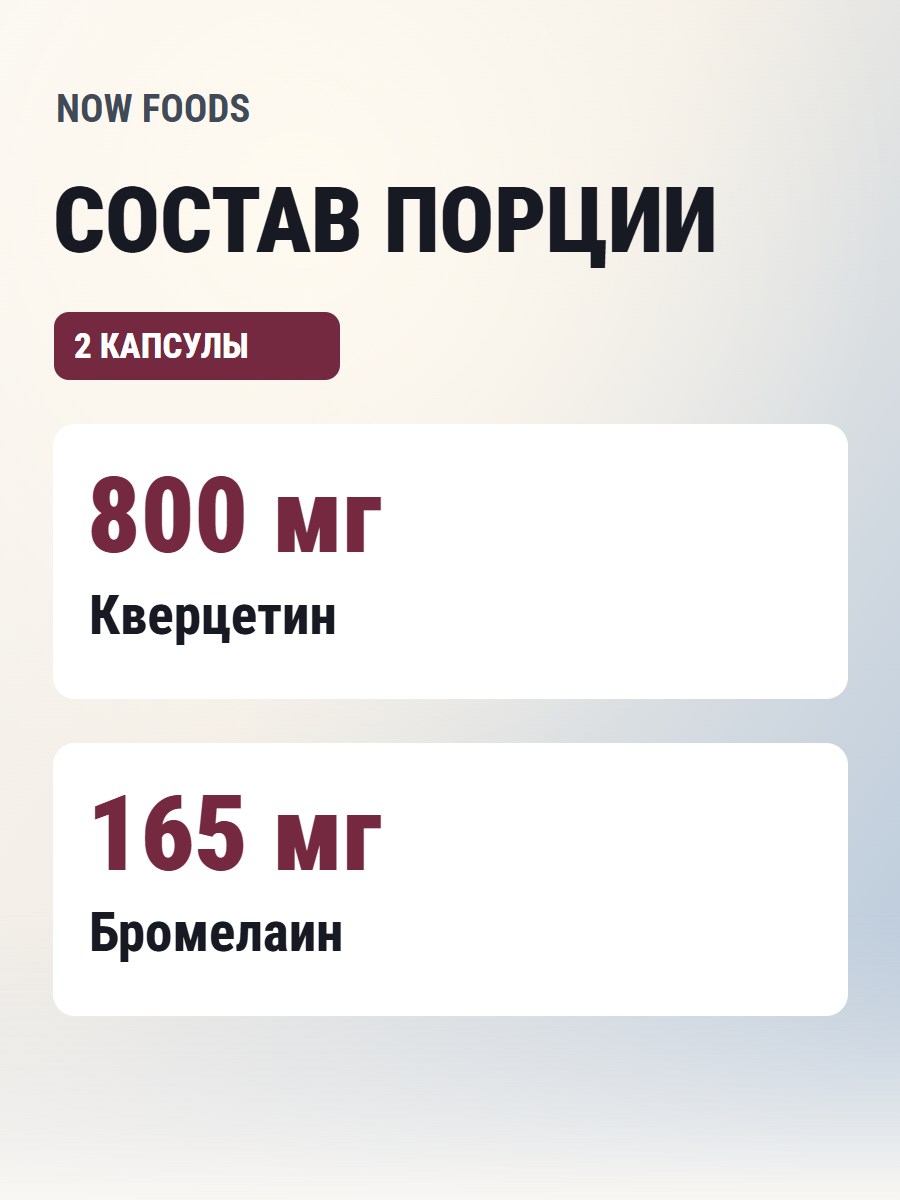 NOW FOODS
СОСТАВ ПОРЦИИ
2 КАПСУЛЫ
800 мг
Кверцетин
165 мг
Бромелаин